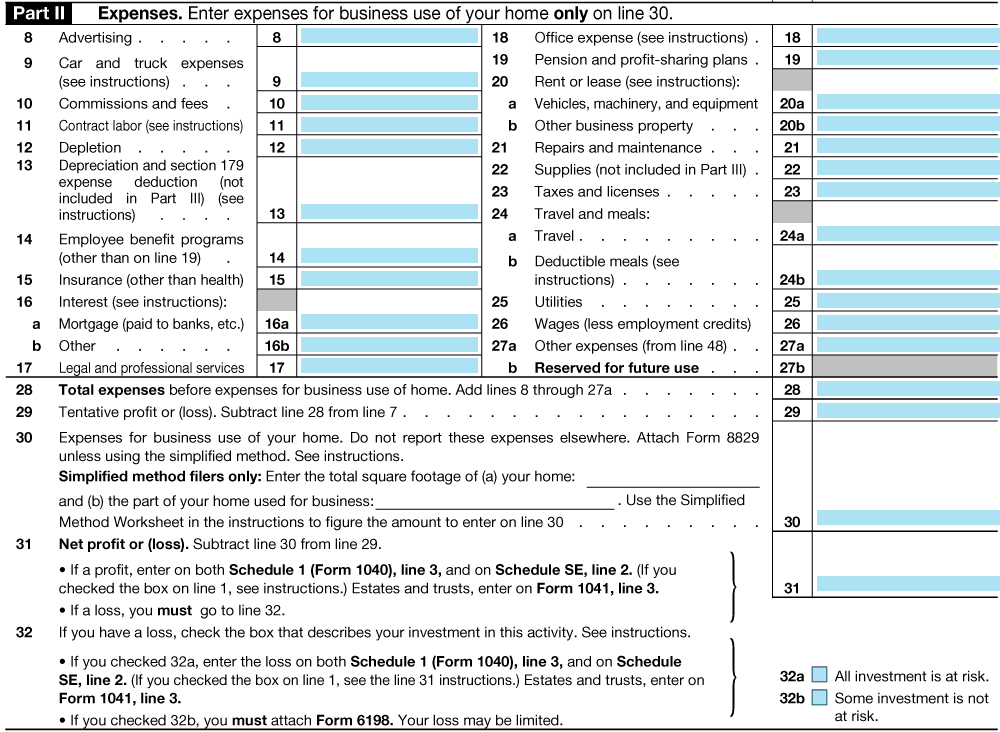 Part II Expenses. Enter expenses for business use of your home only on line 30.
8 Advertising . . . . . 8
9 Car and truck expenses
(see instructions) . . . 9
10 Commissions and fees . 10
11 Contract labor (see instructions) 11
12 Depletion . . . . . 12
13 Depreciation and section 179
expense deduction (not
included in Part III) (see
instructions) . . . . 13
14 Employee benefit programs
(other than on line 19) . 14
15 Insurance (other than health) 15
16 Interest (see instructions):
a Mortgage (paid to banks, etc.) 16a
b Other . . . . . . 16b
17 Legal and professional services 17
18 Office expense (see instructions) . 18
19 Pension and profit-sharing plans . 19
20 Rent or lease (see instructions):
a Vehicles, machinery, and equipment 20a
b Other business property . . . 20b
21 Repairs and maintenance . . . 21
22 Supplies (not included in Part III) . 22
23 Taxes and licenses . . . . . 23
24 Travel and meals:
a Travel . . . . . . . . . 24a
b Deductible meals (see
instructions) . . . . . . . 24b
25 Utilities . . . . . . . . 25
26 Wages (less employment credits) 26
27a Other expenses (from line 48) . . 27a
b Reserved for future use . . . 27b
28 Total expenses before expenses for business use of home. Add lines 8 through 27a . . . . . . . 28
29 Tentative profit or (loss). Subtract line 28 from line 7 . . . . . . . . . . . . . . . . . 29
30 Expenses for business use of your home. Do not report these expenses elsewhere. Attach Form 8829
unless using the simplified method. See instructions.
Simplified method filers only: Enter the total square footage of (a) your home:
and (b) the part of your home used for business: . Use the Simplified
Method Worksheet in the instructions to figure the amount to enter on line 30 . . . . . . . . . 30
31 Net profit or (loss). Subtract line 30 from line 29.
• If a profit, enter on both Schedule 1 (Form 1040), line 3, and on Schedule SE, line 2. (If you
checked the box on line 1, see instructions.) Estates and trusts, enter on Form 1041, line 3. 31
• If a loss, you must go to line 32.
32 If you have a loss, check the box that describes your investment in this activity. See instructions.
• If you checked 32a, enter the loss on both Schedule 1 (Form 1040), line 3, and on Schedule
SE, line 2. (If you checked the box on line 1, see the line 31 instructions.) Estates and trusts, enter on
Form 1041, line 3.
• If you checked 32b, you must attach Form 6198. Your loss may be limited.
32a All investment is at risk.
32b Some investment is not
at risk.